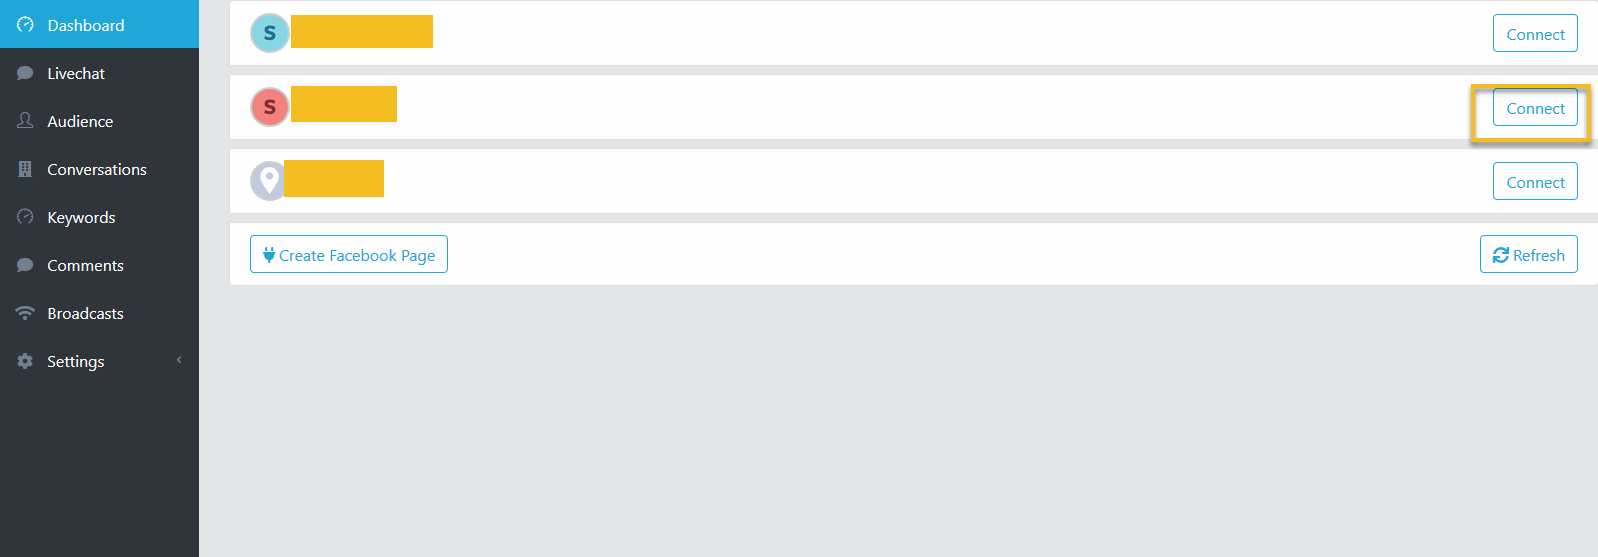 Dashboard
Livechat
Audience
Conversations
Keywords
Comments
Broadcasts
Settings
S
Connect
S
Connect
Connect
Create Facebook Page
Refresh